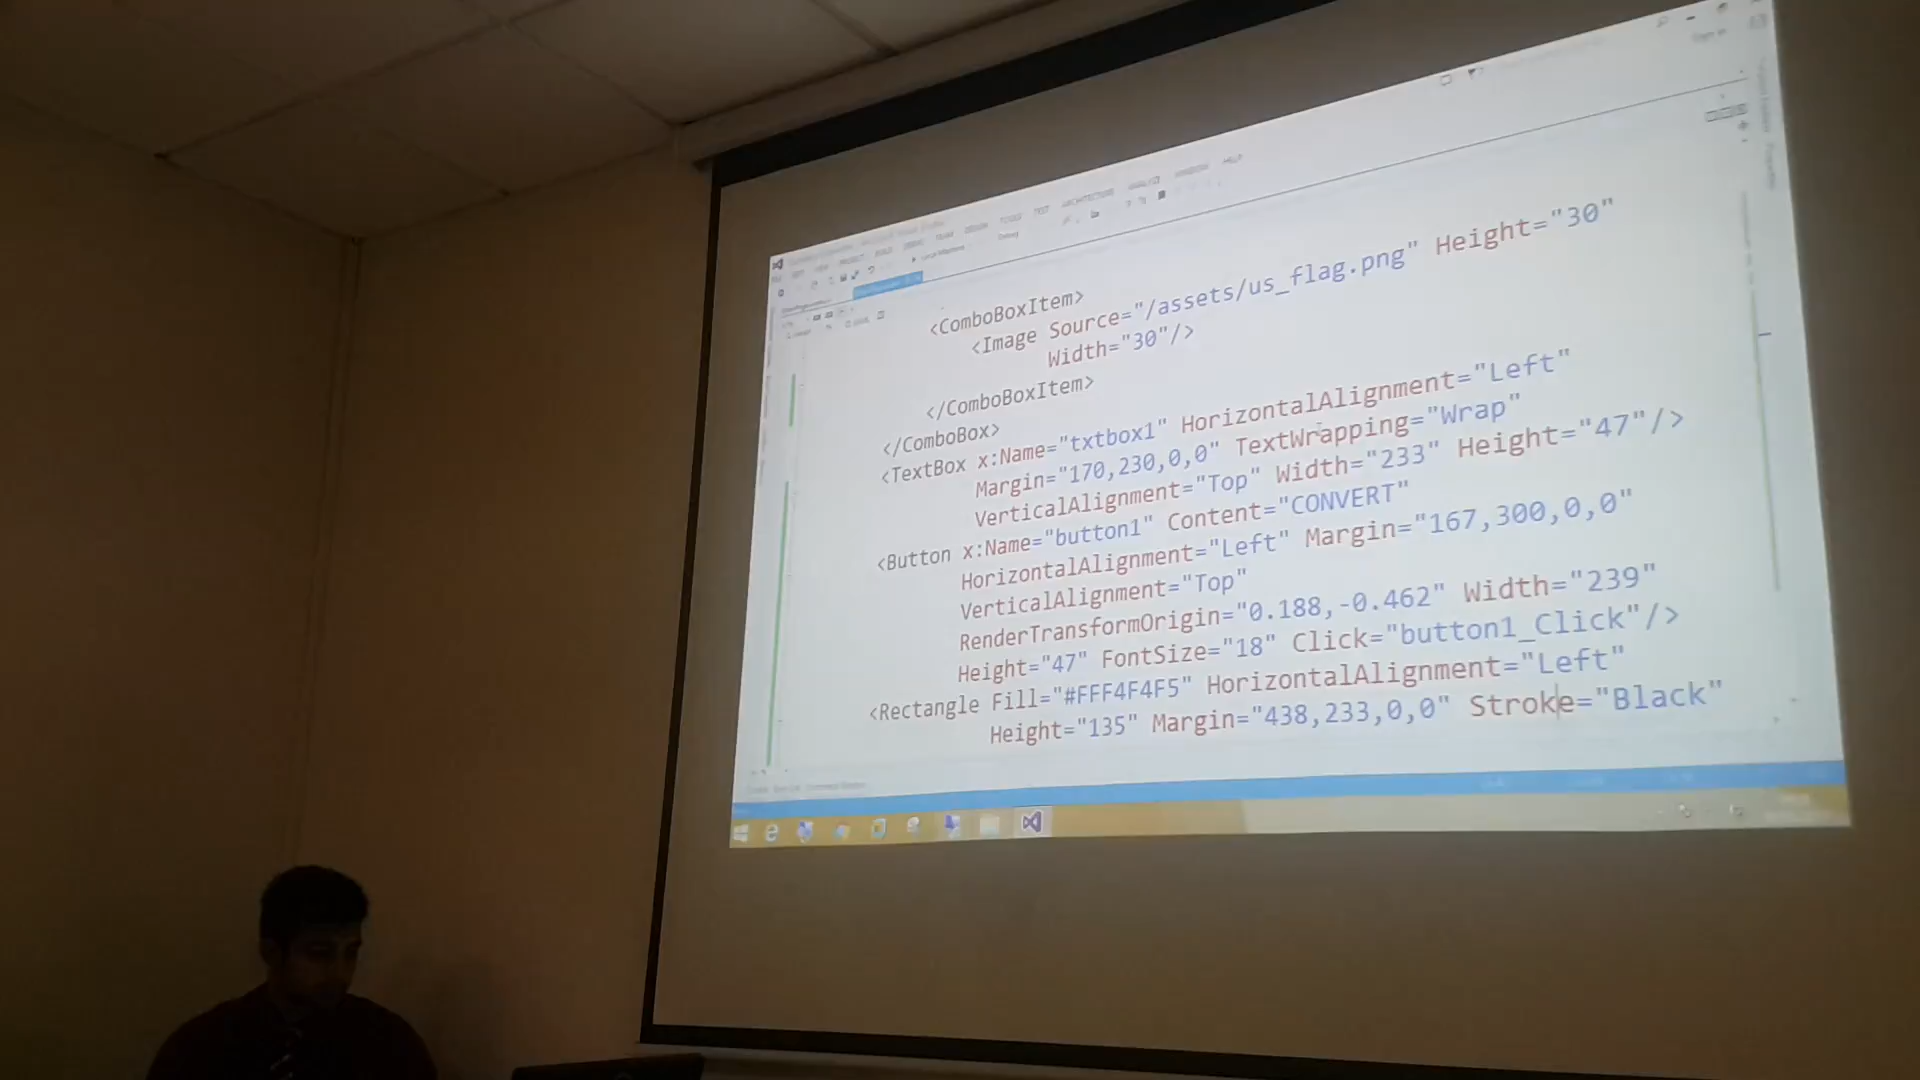 HELP
<ComboBoxItem>
<Image Source="/assets/us_flag.png" Height="30"
Width="30"/>
</ComboBoxItem>
</ComboBox>
<TextBox x:Name="txtbox1" HorizontalAlignment="Left"
Margin="170,230,0,0" TextWrapping="Wrap"
VerticalAlignment="Top" Width="233" Height="47"/>
<Button x:Name="button1" Content="CONVERT"
HorizontalAlignment="Left" Margin="167,300,0,0"
VerticalAlignment="Top"
RenderTransformOrigin="0.188,-0.462" Width="239"
Height="47" FontSize="18" Click="button1_Click"/>
<Rectangle Fill="#FFF4F4F5" HorizontalAlignment="Left"
Height="135" Margin="438,233,0,0" Stroke="Black"